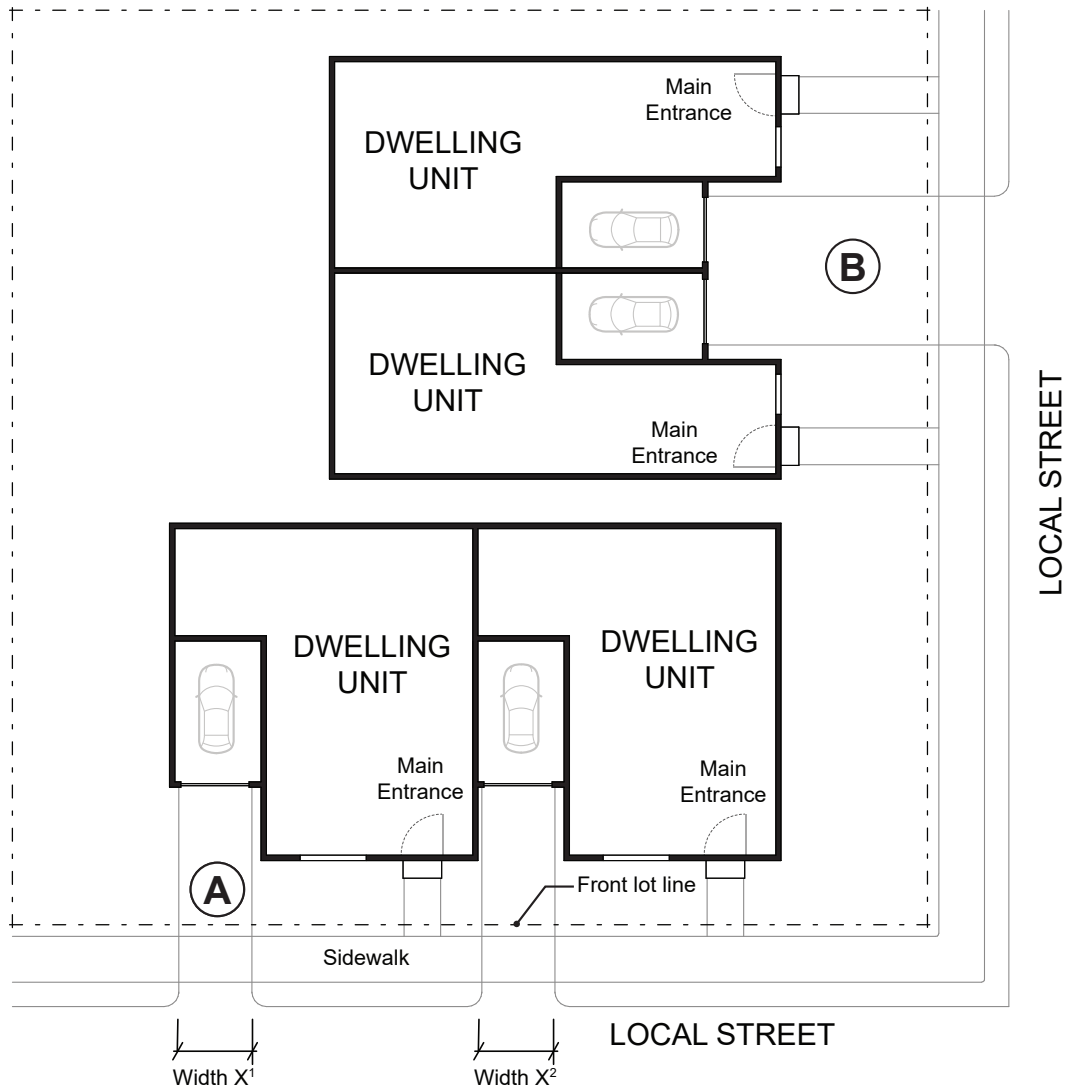 Main
Entrance
DWELLING
UNIT
B
DWELLING
UNIT
Main
Entrance
LOCAL STREET
DWELLING
UNIT
DWELLING
UNIT
Main
Entrance
Main
Entrance
A
Front lot line
Sidewalk
LOCAL STREET
Width X¹
Width X²